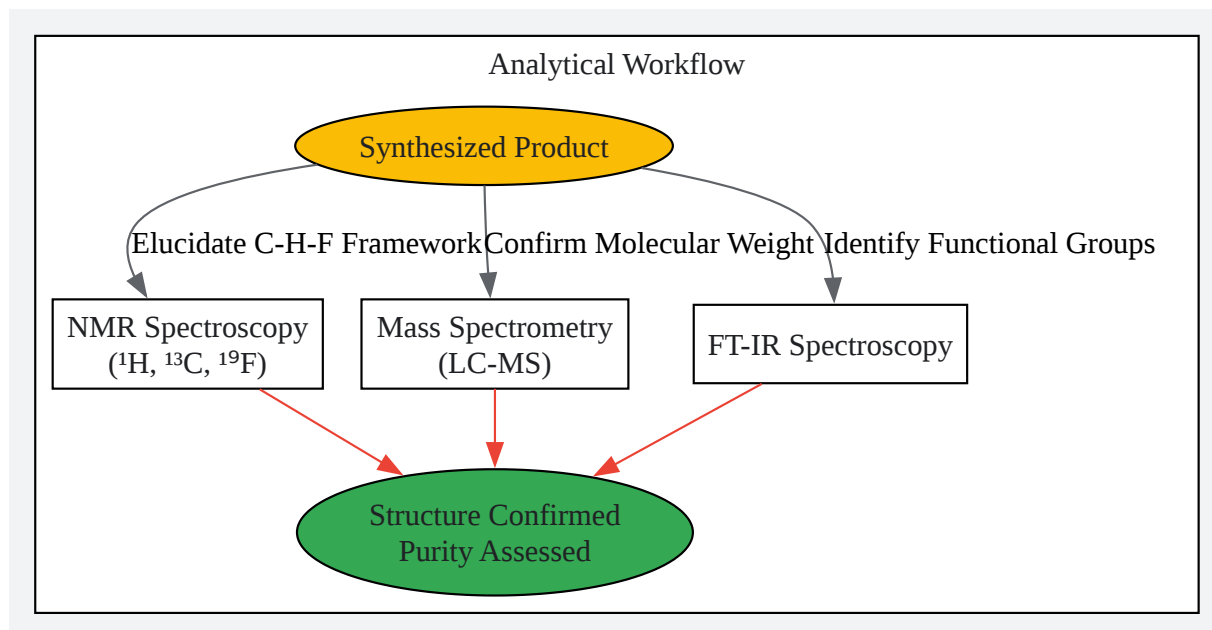 Analytical Workflow
Synthesized Product
Elucidate C-H-F Framework
Confirm Molecular Weight
Identify Functional Groups
NMR Spectroscopy
(¹H, ¹³C, ¹⁹F)
Mass Spectrometry
(LC-MS)
FT-IR Spectroscopy
Structure Confirmed
Purity Assessed